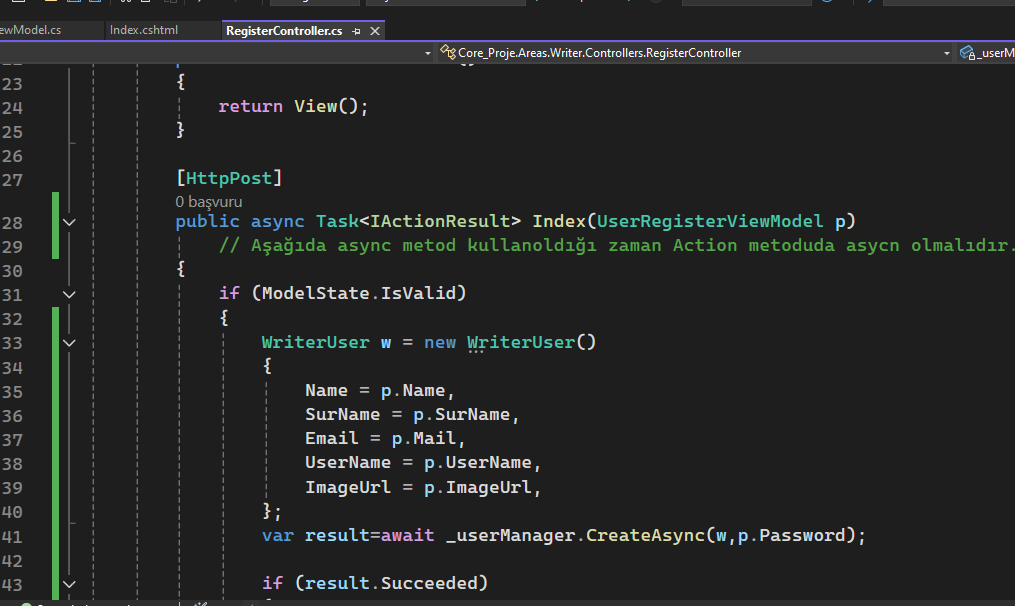 ewModel.cs Index.cshtml RegisterController.cs
Core_Proje.Areas.Writer.Controllers.RegisterController _userM
23 {
24 return View();
25 }
26
27 [HttpPost]
0 başvuru
28 public async Task<IActionResult> Index(UserRegisterViewModel p)
29 // Aşağıda async metod kullanoldığı zaman Action metoduda asycn olmalıdır.
30 {
31 if (ModelState.IsValid)
32 {
33 WriterUser w = new WriterUser()
34 {
35 Name = p.Name,
36 SurName = p.SurName,
37 Email = p.Mail,
38 UserName = p.UserName,
39 ImageUrl = p.ImageUrl,
40 };
41 var result=await _userManager.CreateAsync(w,p.Password);
42
43 if (result.Succeeded)